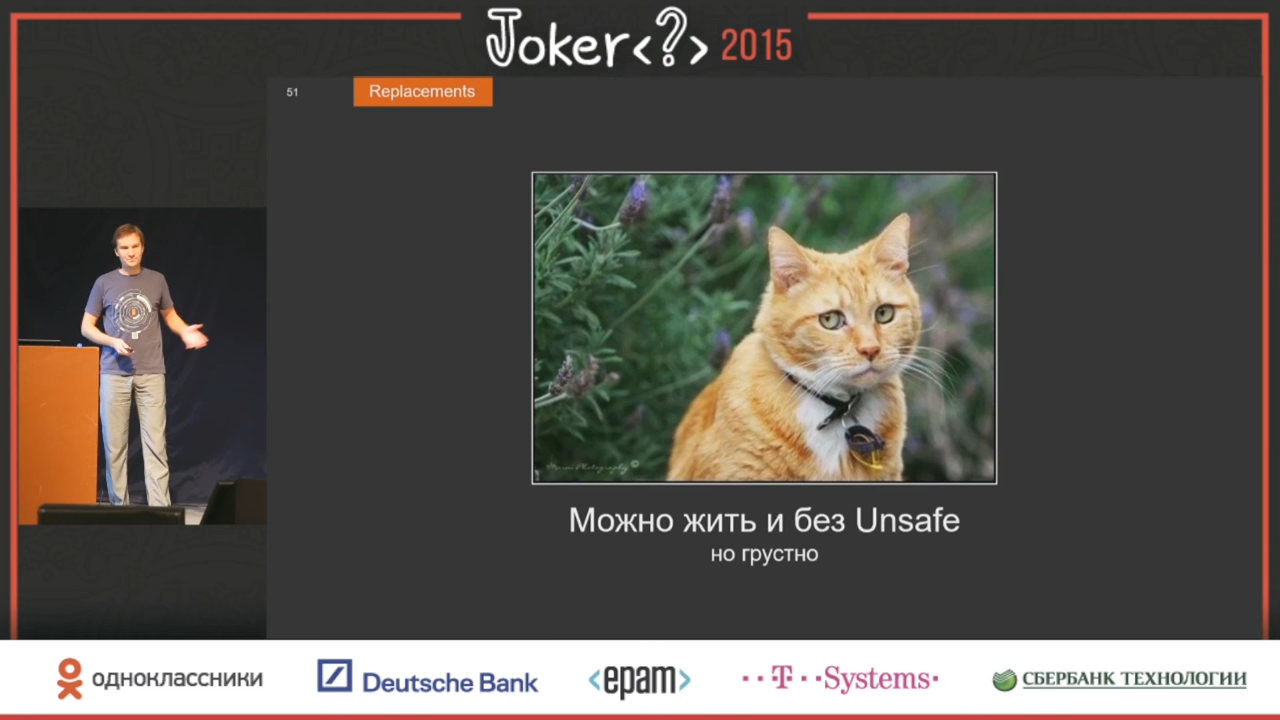 Joker<?> 2015
51
Replacements
Можно жить и без Unsafe
но грустно
одноклассники
Deutsche Bank
<epam>
T Systems
СБЕРБАНК ТЕХНОЛОГИИ